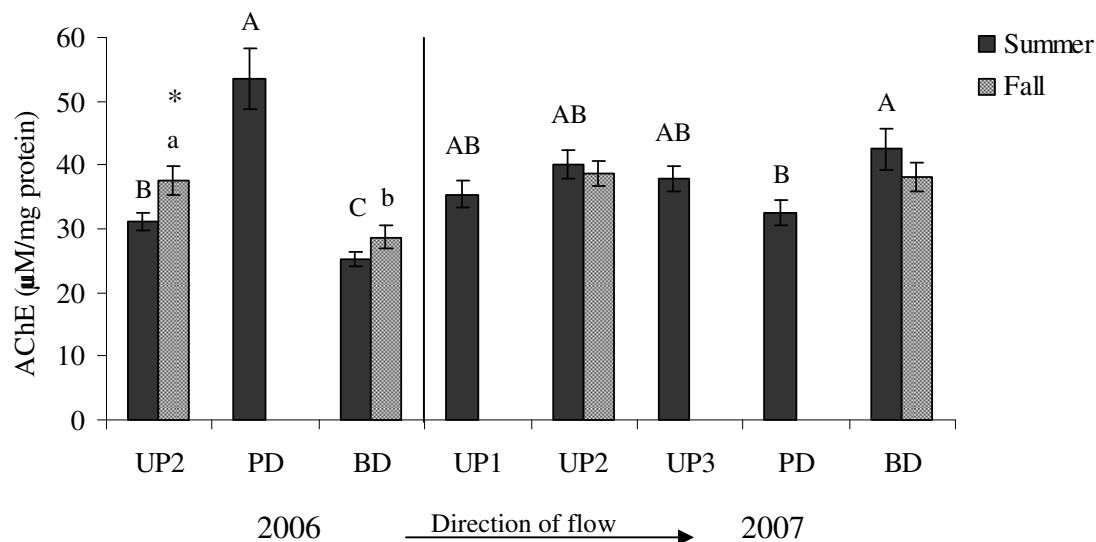 A
60
Summer
Fall
50
*
A
AB
AB
AB
a
40
B
B
C
b
30
20
10
0
AChE (µM/mg protein)
UP2 PD BD UP1 UP2 UP3 PD BD
2006 Direction of flow 2007